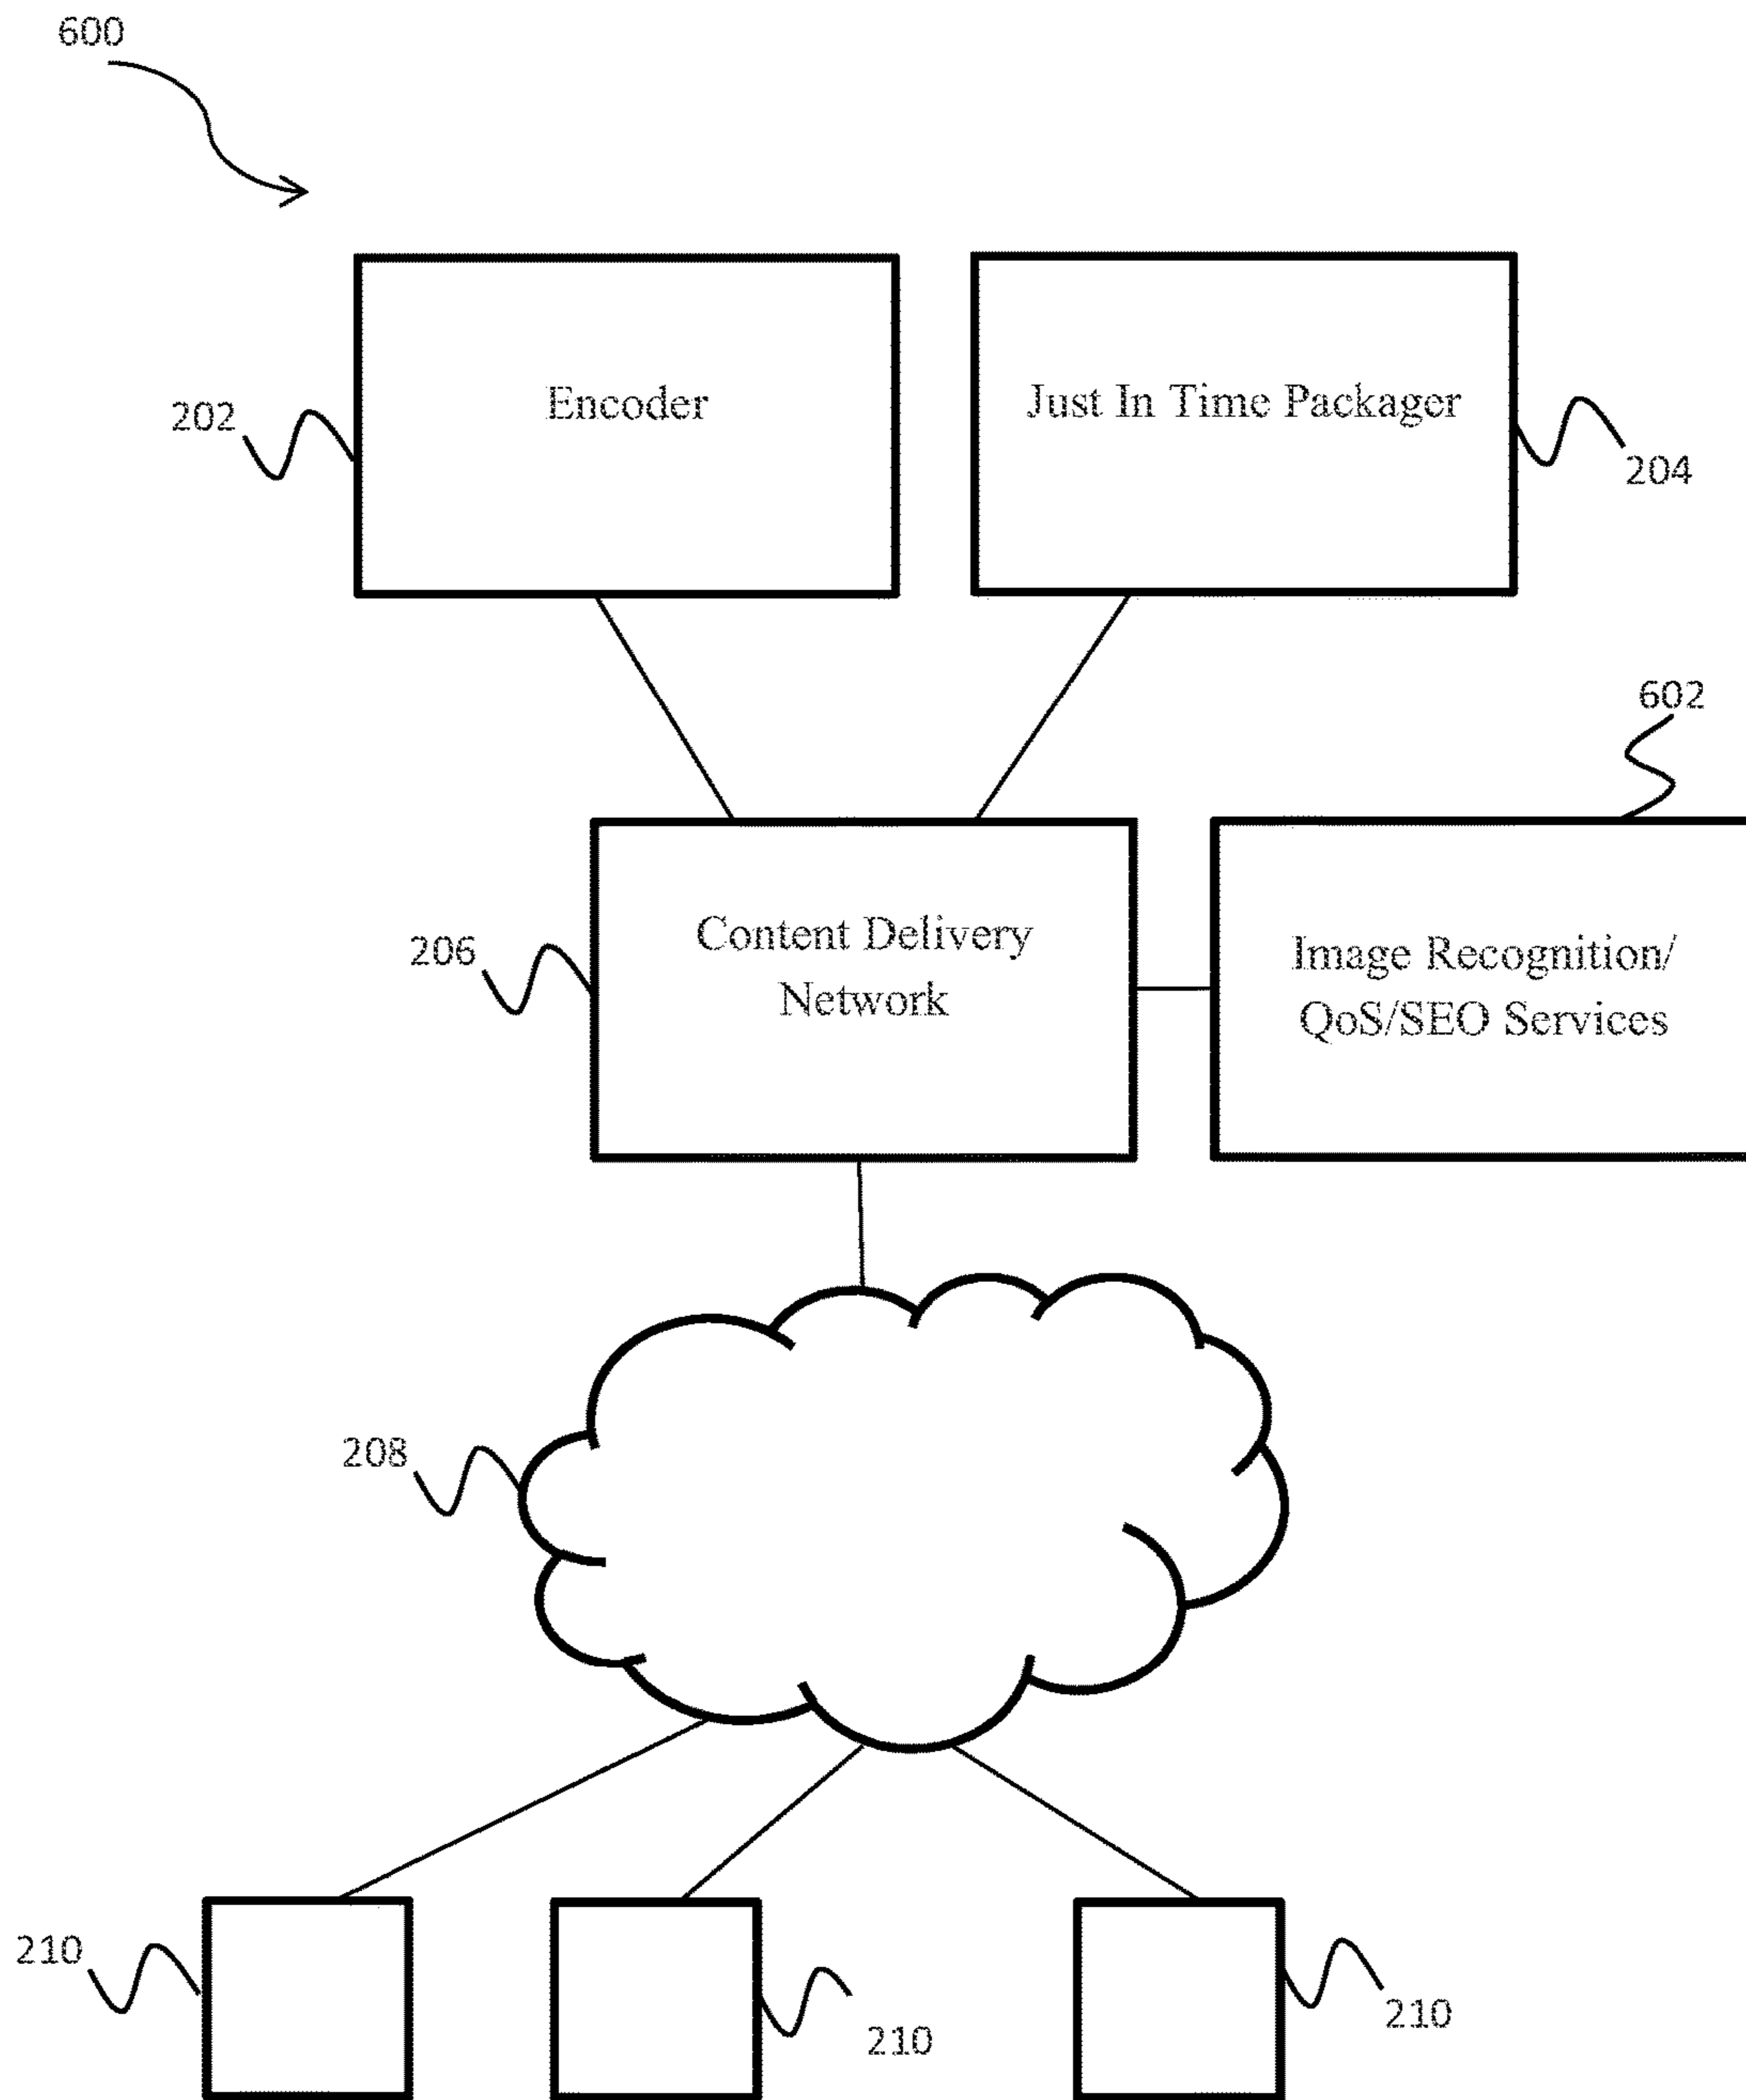 600
Encoder
Just In Time Packager
202
204
602
Content Delivery
Network
206
Image Recognition/
QoS/SEO Services
208
210
210
210